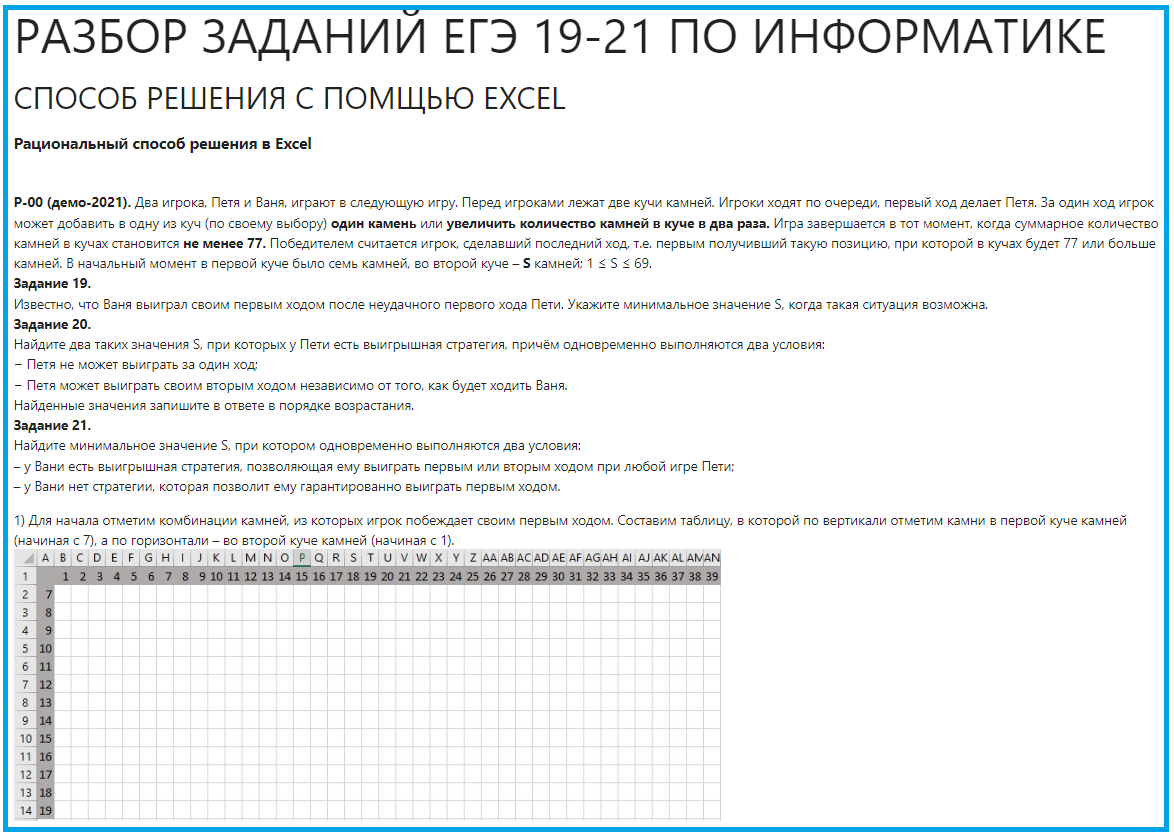 РАЗБОР ЗАДАНИЙ ЕГЭ 19-21 ПО ИНФОРМАТИКЕ
СПОСОБ РЕШЕНИЯ С ПОМЩЬЮ EXCEL
Рациональный способ решения в Excel
Р-00 (демо-2021). Два игрока, Петя и Ваня, играют в следующую игру. Перед игроками лежат две кучи камней. Игроки ходят по очереди, первый ход делает Петя. За один ход игрок
может добавить в одну из куч (по своему выбору) один камень или увеличить количество камней в куче в два раза. Игра завершается в тот момент, когда суммарное количество
камней в кучах становится не менее 77. Победителем считается игрок, сделавший последний ход, т.е. первым получивший такую позицию, при которой в кучах будет 77 или больше
камней. В начальный момент в первой куче было семь камней, во второй куче – S камней; 1 ≤ S ≤ 69.
Задание 19.
Известно, что Ваня выиграл своим первым ходом после неудачного первого хода Пети. Укажите минимальное значение S, когда такая ситуация возможна.
Задание 20.
Найдите два таких значения S, при которых у Пети есть выигрышная стратегия, причём одновременно выполняются два условия:
− Петя не может выиграть за один ход;
− Петя может выиграть своим вторым ходом независимо от того, как будет ходить Ваня.
Найденные значения запишите в ответе в порядке возрастания.
Задание 21.
Найдите минимальное значение S, при котором одновременно выполняются два условия:
– у Вани есть выигрышная стратегия, позволяющая ему выиграть первым или вторым ходом при любой игре Пети;
– у Вани нет стратегии, которая позволит ему гарантированно выиграть первым ходом.
1) Для начала отметим комбинации камней, из которых игрок побеждает своим первым ходом. Составим таблицу, в которой по вертикали отметим камни в первой куче камней
(начиная с 7), а по горизонтали – во второй куче камней (начиная с 1).
A B C D E F G H I J K L M N O P Q R S T U V W X Y Z AA AB AC AD AE AF AG AH AI AJ AK AL AM AN
1 1 2 3 4 5 6 7 8 9 10 11 12 13 14 15 16 17 18 19 20 21 22 23 24 25 26 27 28 29 30 31 32 33 34 35 36 37 38 39
2 7
3 8
4 9
5 10
6 11
7 12
8 13
9 14
10 15
11 16
12 17
13 18
14 19